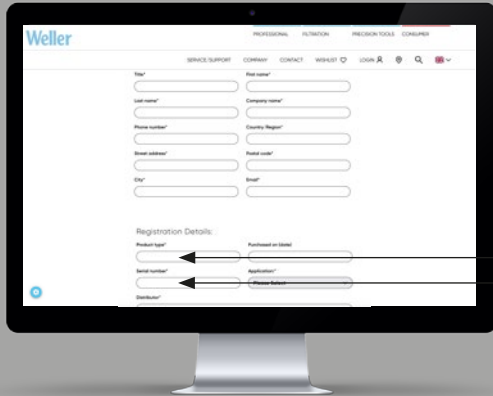 Weller
PROFESSIONAL FILTRATION PRECISION TOOLS CONSUMER
SERVICE/SUPPORT COMPANY CONTACT WISHLIST LOGIN
Title* First name*
Last name* Company name*
Phone number* Country/Region*
Street address* Postal code*
City* Email*
Registration Details:
Product type* Purchased on (date)
Serial number* Application:*
Please Select
Distributor*